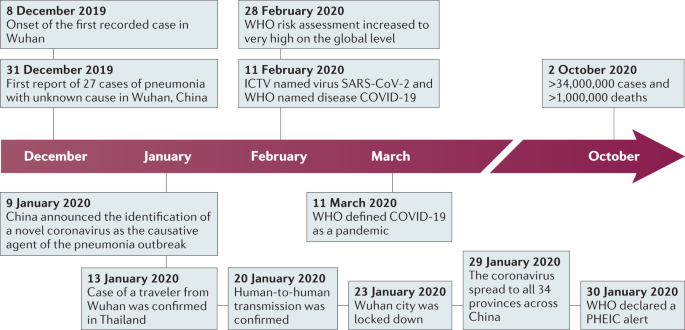 8 December 2019
Onset of the first recorded case in
Wuhan
28 February 2020
WHO risk assessment increased to
very high on the global level
31 December 2019
First report of 27 cases of pneumonia
with unknown cause in Wuhan, China
11 February 2020
ICTV named virus SARS-CoV-2 and
WHO named disease COVID-19
2 October 2020
>34,000,000 cases and
>1,000,000 deaths
December
January
February
March
October
9 January 2020
China announced the identification of
a novel coronavirus as the causative
agent of the pneumonia outbreak
11 March 2020
WHO defined COVID-19
as a pandemic
13 January 2020
Case of a traveler from
Wuhan was confirmed
in Thailand
20 January 2020
Human-to-human
transmission was
confirmed
23 January 2020
Wuhan city was
locked down
29 January 2020
The coronavirus
spread to all 34
provinces across
China
30 January 2020
WHO declared a
PHEIC alert